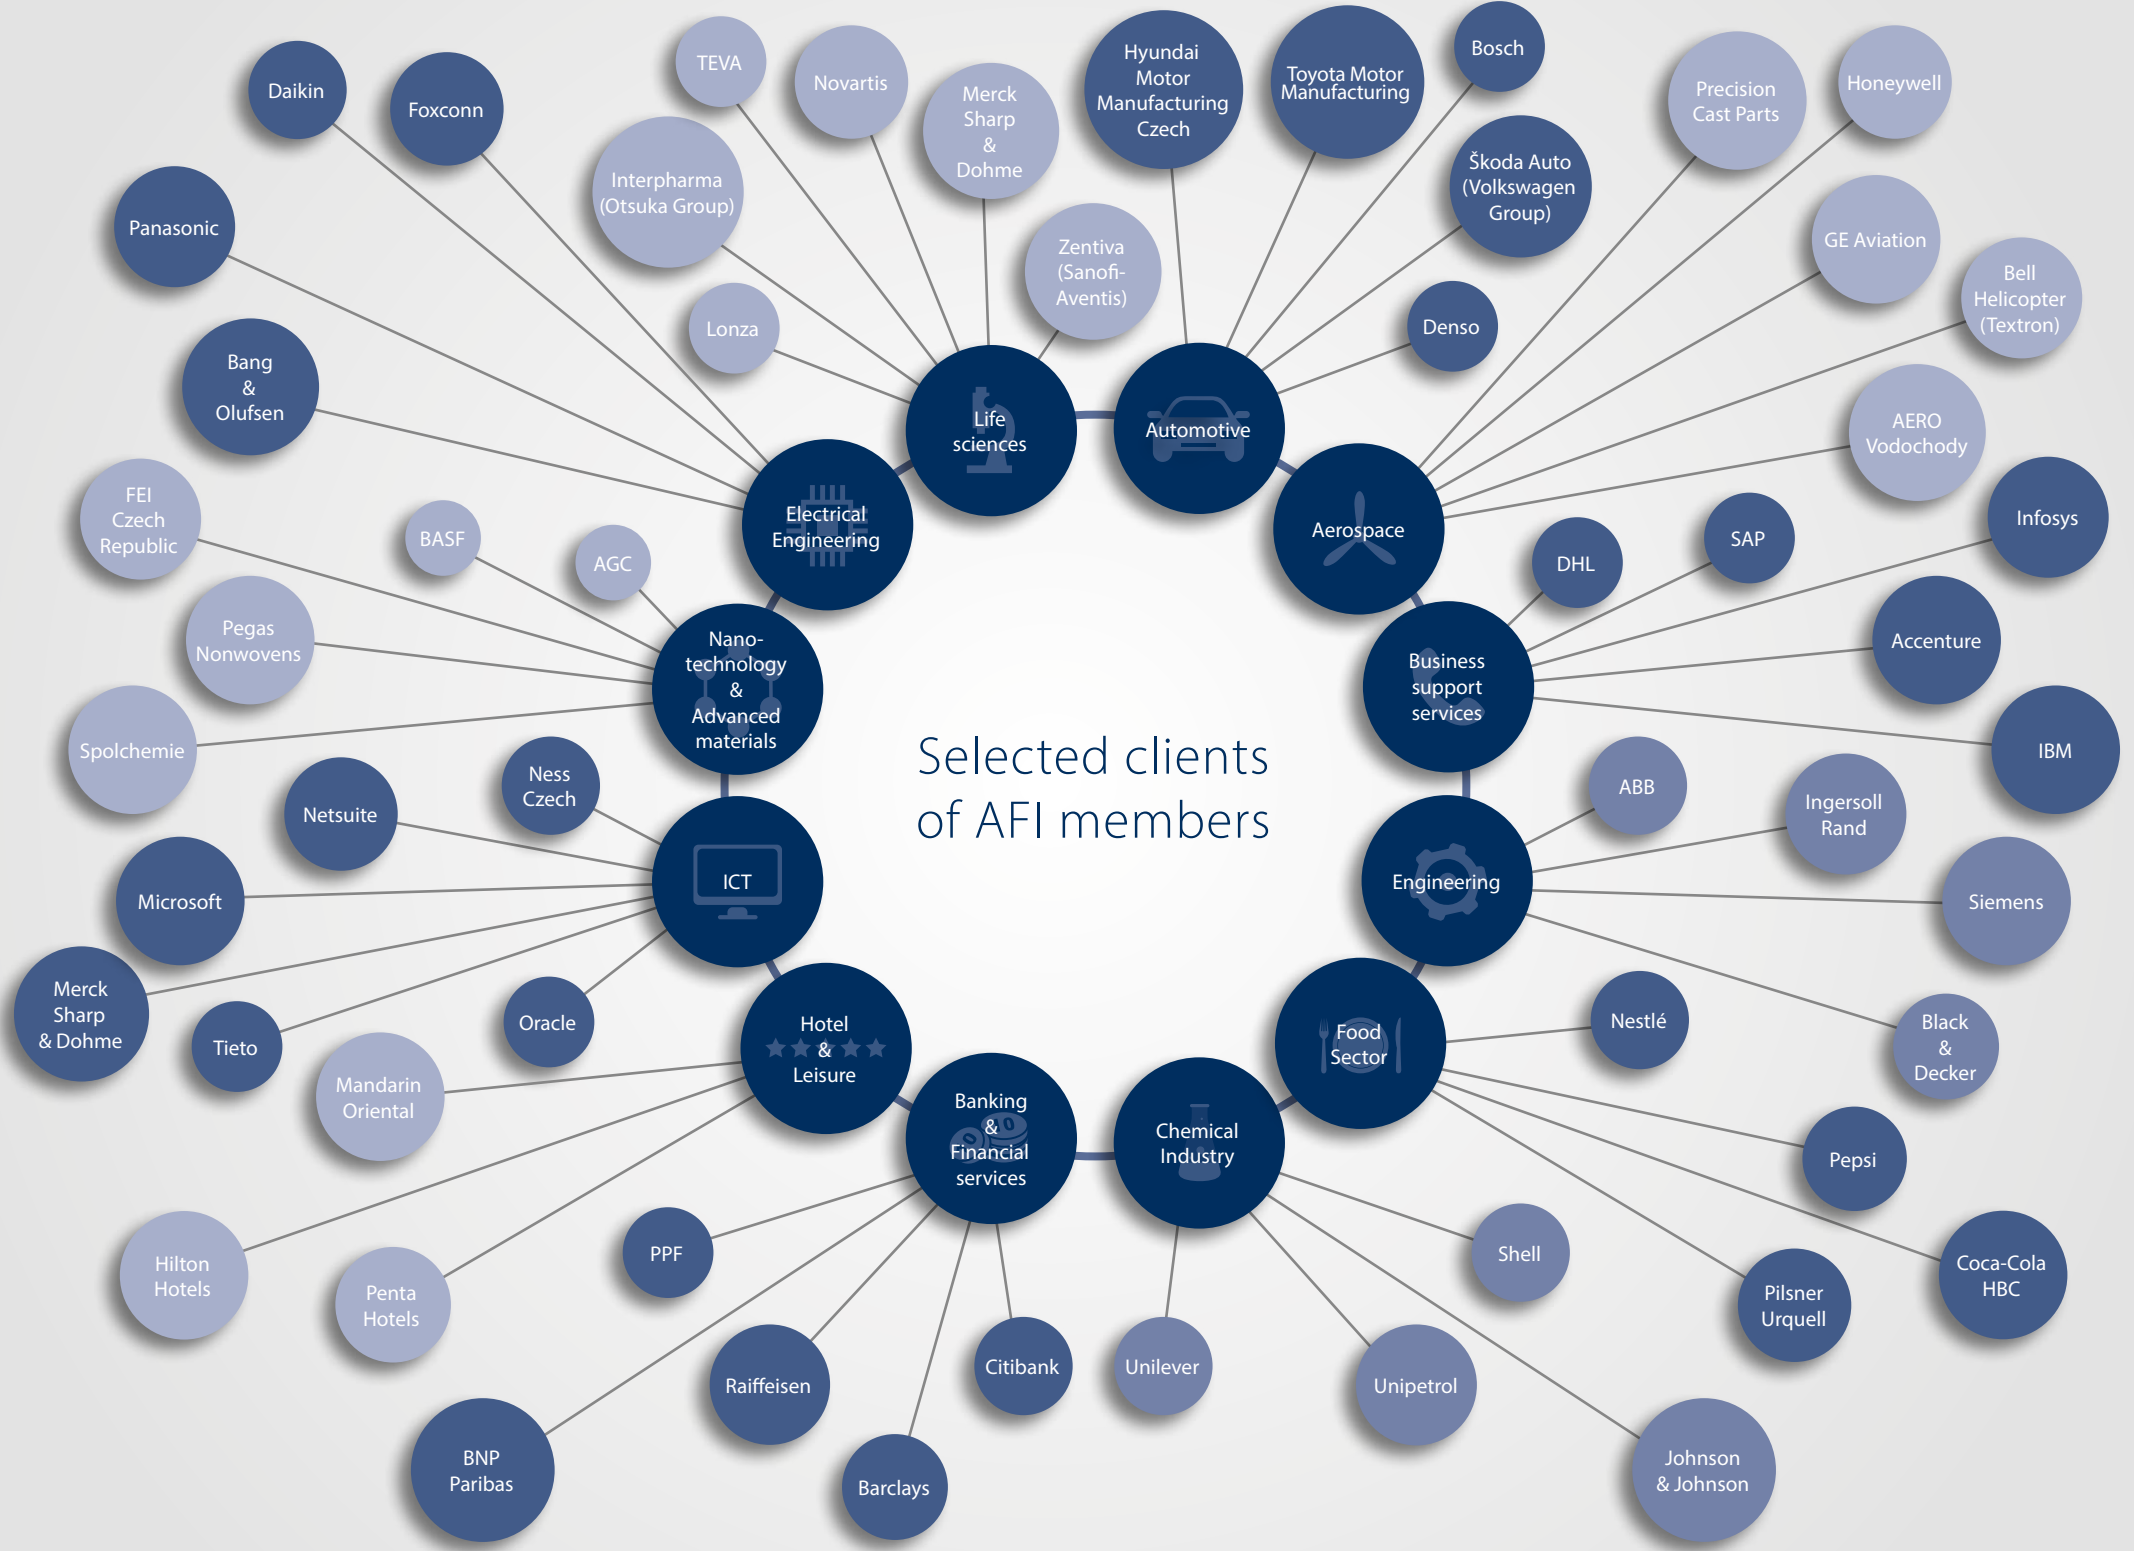 Selected clients
of AFI members
Life
sciences
TEVA
Novartis
Merck
Sharp
&
Dohme
Interpharma
(Otsuka Group)
Zentiva
(Sanofi-
Aventis)
Lonza
Automotive
Hyundai
Motor
Manufacturing
Czech
Toyota Motor
Manufacturing
Bosch
Škoda Auto
(Volkswagen
Group)
Denso
Aerospace
Precision
Cast Parts
Honeywell
GE Aviation
Bell
Helicopter
(Textron)
AERO
Vodochody
Business
support
services
DHL
SAP
Infosys
Accenture
IBM
Engineering
ABB
Ingersoll
Rand
Siemens
Black
&
Decker
Food
Sector
Nestlé
Pepsi
Coca-Cola
HBC
Pilsner
Urquell
Chemical
Industry
Shell
Johnson
& Johnson
Unipetrol
Unilever
Banking
&
Financial
services
Citibank
Barclays
Raiffeisen
BNP
Paribas
PPF
Hotel
&
Leisure
Mandarin
Oriental
Hilton
Hotels
Penta
Hotels
ICT
Ness
Czech
Netsuite
Microsoft
Merck
Sharp
& Dohme
Tieto
Oracle
Nano-
technology
&
Advanced
materials
AGC
BASF
FEI
Czech
Republic
Pegas
Nonwovens
Spolchemie
Electrical
Engineering
Foxconn
Daikin
Panasonic
Bang
&
Olufsen